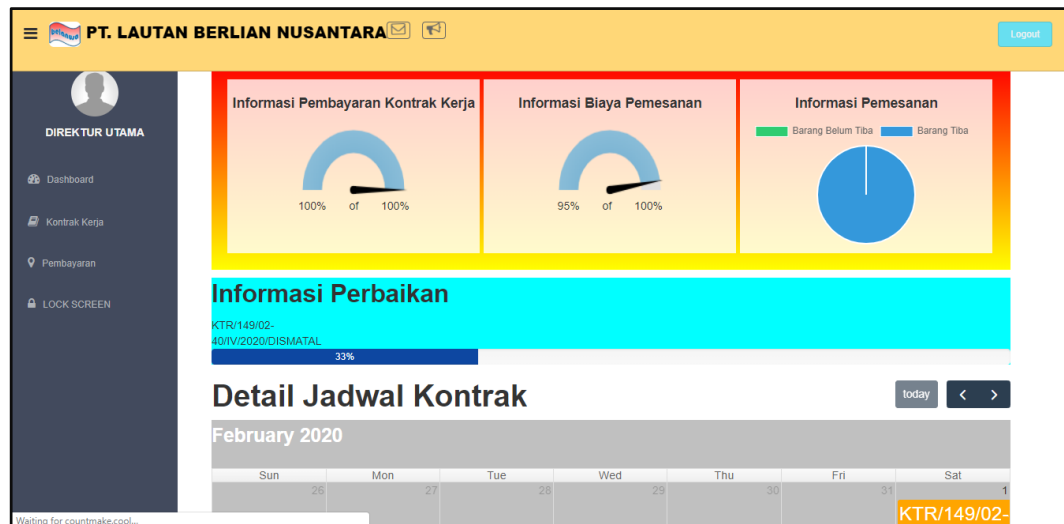 PT. LAUTAN BERLIAN NUSANTARA
Logout
DIREKTUR UTAMA
Dashboard
Kontrak Kerja
Pembayaran
LOCK SCREEN
Informasi Pembayaran Kontrak Kerja
100% of 100%
Informasi Biaya Pemesanan
95% of 100%
Informasi Pemesanan
Barang Belum Tiba Barang Tiba
Informasi Perbaikan
KTR/149/02-
40/IV/2020/DISMATAL
33%
Detail Jadwal Kontrak
today
February 2020
Sun Mon Tue Wed Thu Fri Sat
26 27 28 29 30 31 1
KTR/149/02-
Waiting for countmake.cool...